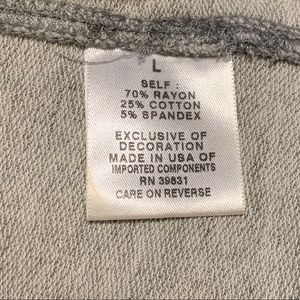 L
SELF :
70% RAYON
25% COTTON
5% SPANDEX
EXCLUSIVE OF
DECORATION
MADE IN USA OF
IMPORTED COMPONENTS
RN 39831
CARE ON REVERSE